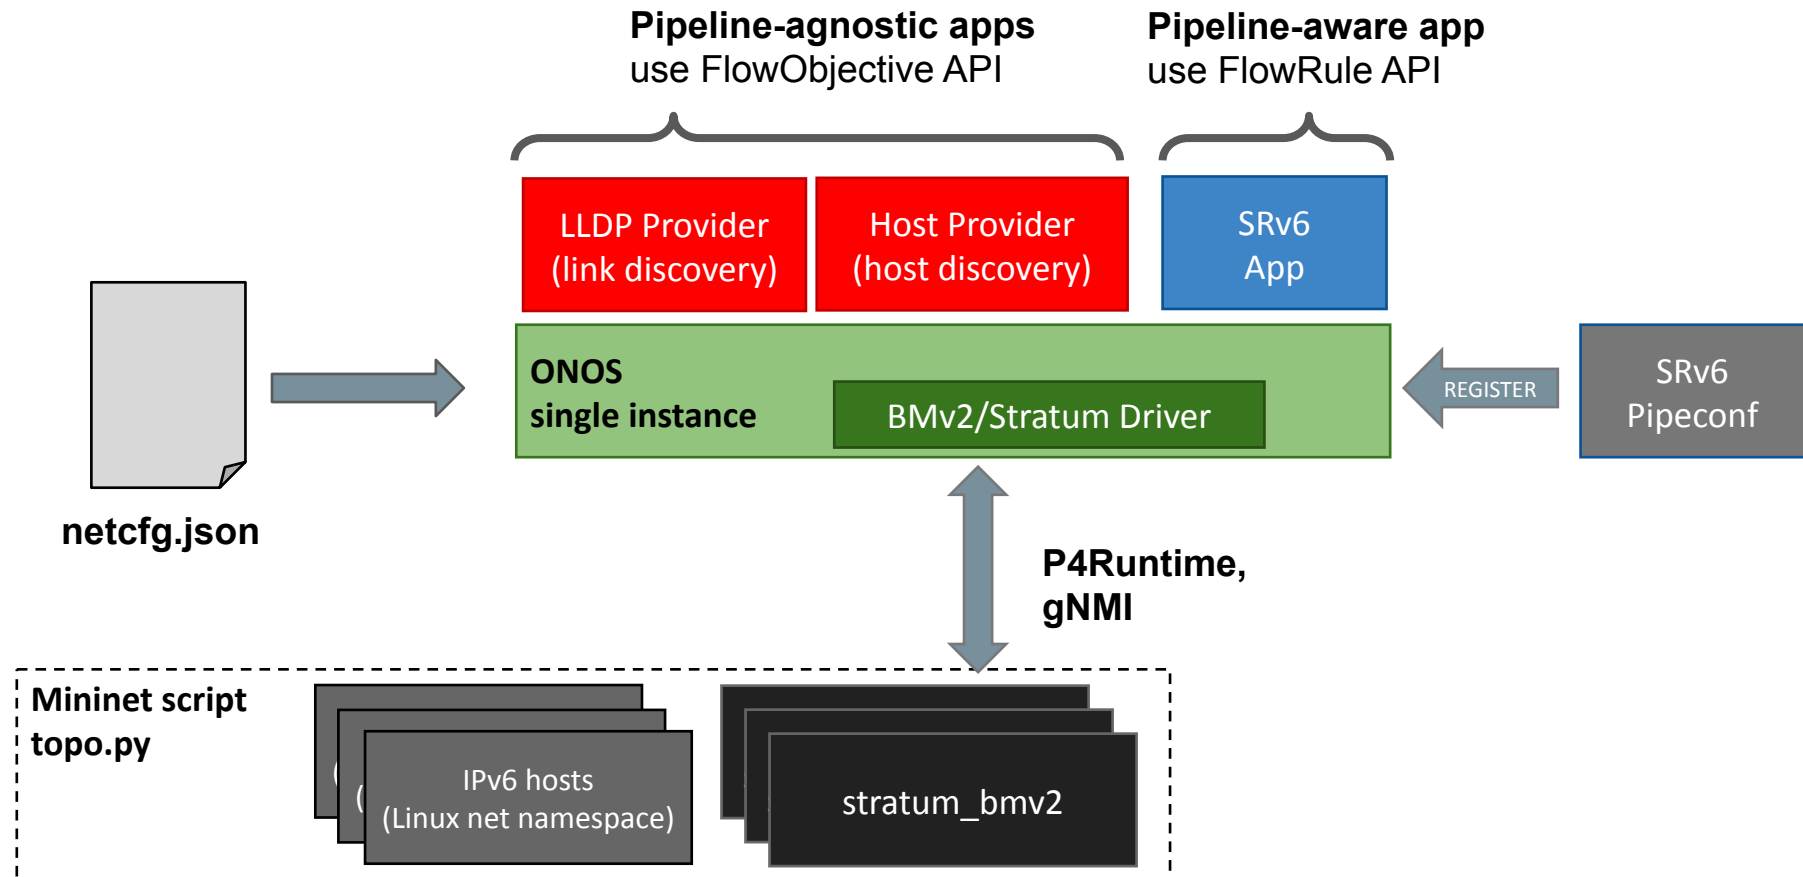 Pipeline-agnostic apps
use FlowObjective API
Pipeline-aware app
use FlowRule API
LLDP Provider
(link discovery)
Host Provider
(host discovery)
SRv6
App
ONOS
single instance
BMv2/Stratum Driver
REGISTER
SRv6
Pipeconf
netcfg.json
P4Runtime,
gNMI
Mininet script
topo.py
(
(
IPv6 hosts
(Linux net namespace)
stratum_bmv2